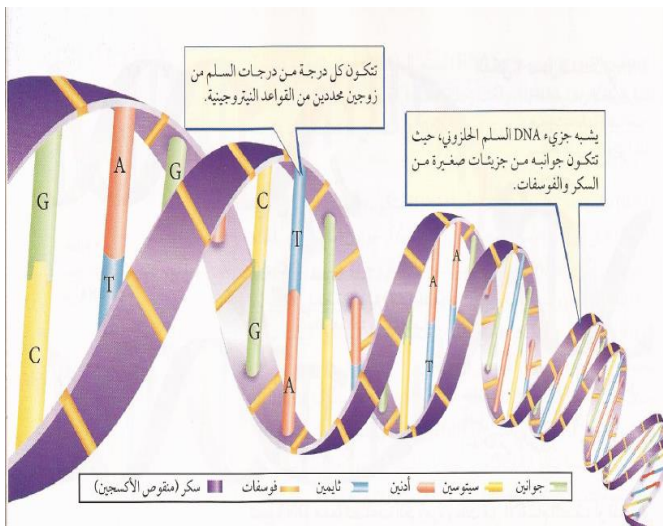 تتكون كل درجة من درجات السلم من
زوجين محددين من القواعد النيتروجينية.
يشبه جزيء DNA السلم الحلزوني، حيث
تتكون جوانبه من جزيئات صغيرة من
السكر والفوسفات.
G
A
G
C
T
T
C
G
A
A
A
T
جوانين
سيتوسين
أدنين
ثايمين
فوسفات
سكر (منقوص الأكسجين)